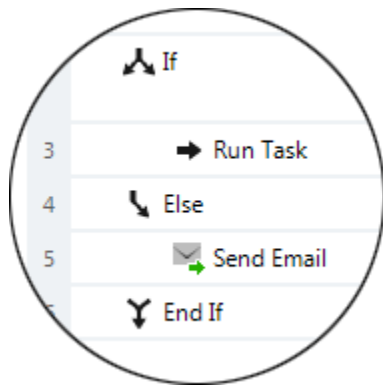 If
3 Run Task
4 Else
5 Send Email
End If